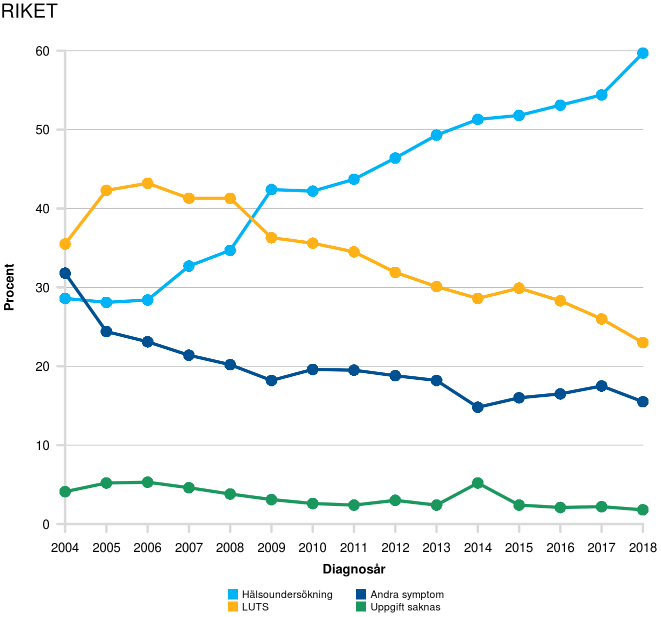 RIKET
60
50
40
30
20
10
0
Procent
2004 2005 2006 2007 2008 2009 2010 2011 2012 2013 2014 2015 2016 2017 2018
Diagnosår
Hälsoundersökning Andra symptom
LUTS Uppgift saknas